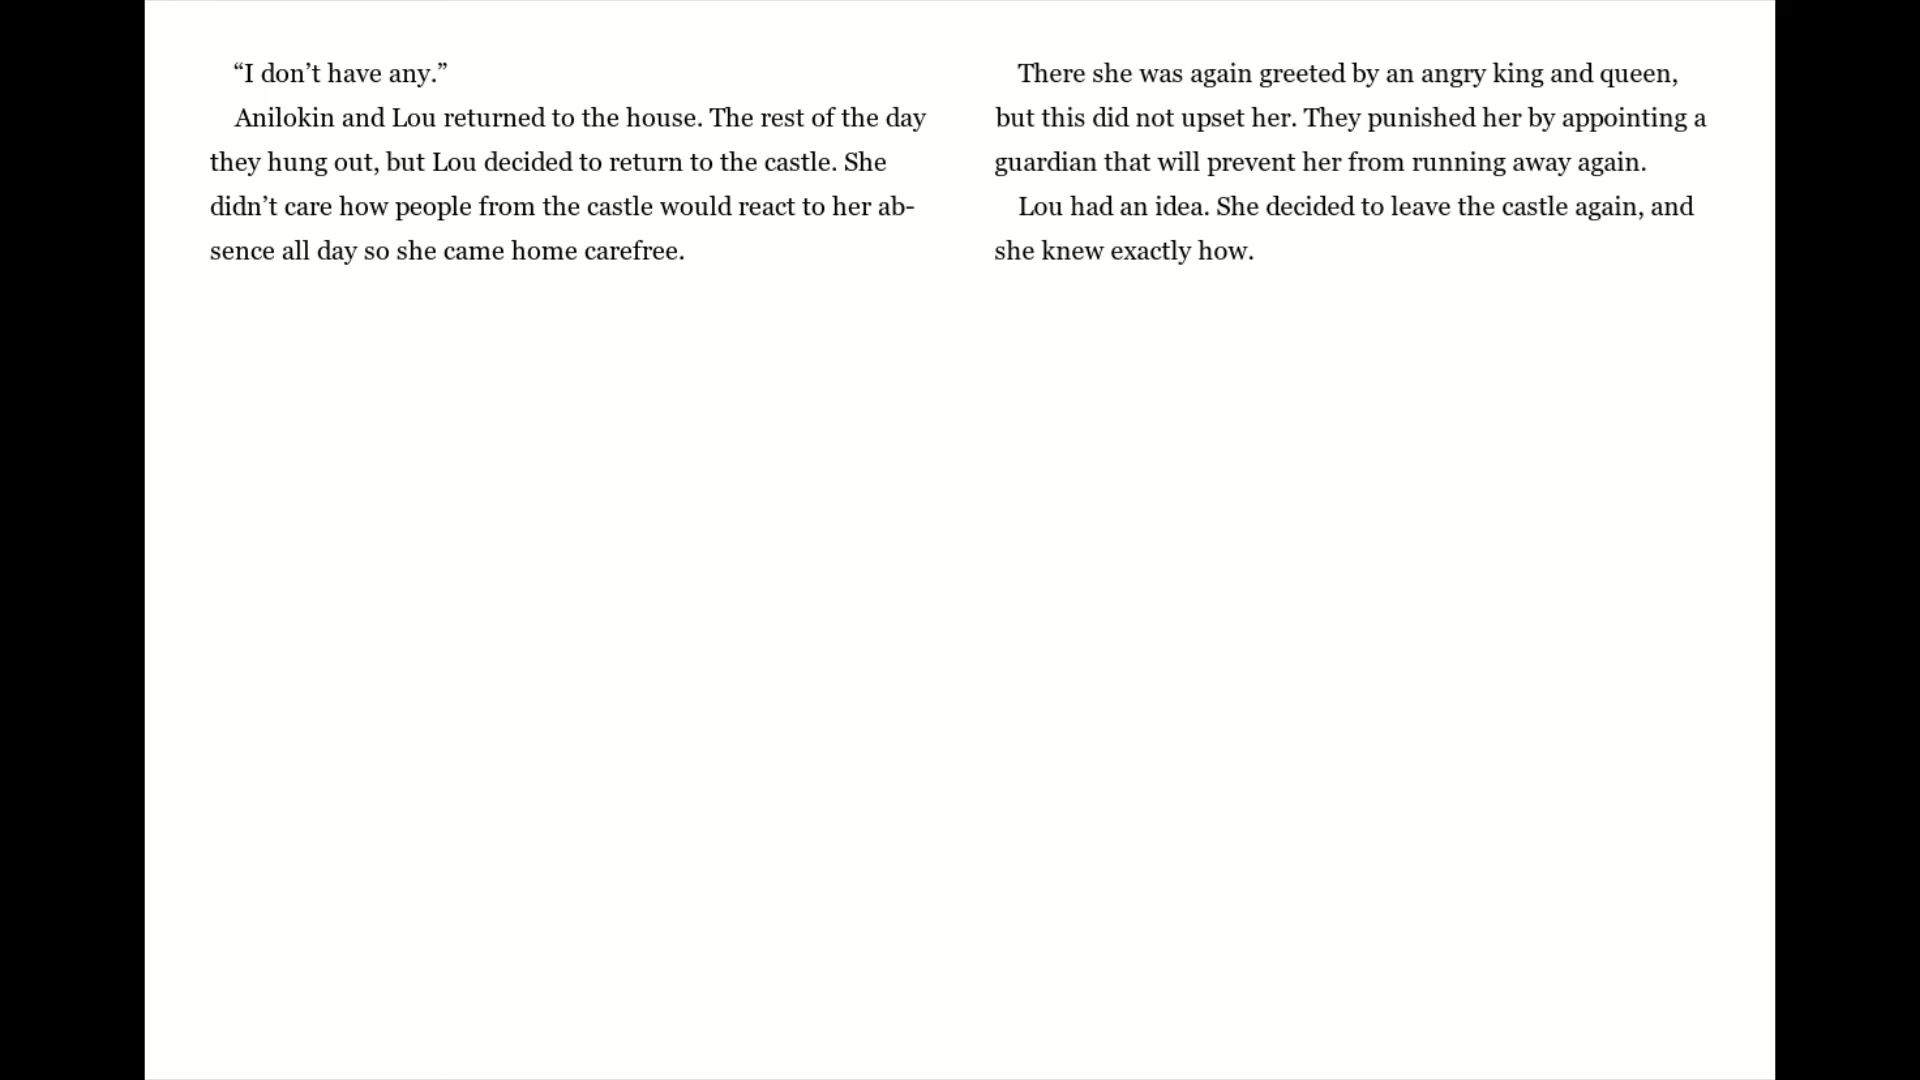 “I don’t have any.”
Anilokin and Lou returned to the house. The rest of the day
they hung out, but Lou decided to return to the castle. She
didn’t care how people from the castle would react to her ab-
sence all day so she came home carefree.
There she was again greeted by an angry king and queen,
but this did not upset her. They punished her by appointing a
guardian that will prevent her from running away again.
Lou had an idea. She decided to leave the castle again, and
she knew exactly how.